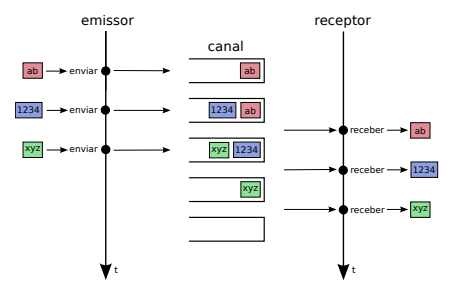 emissor
receptor
canal
ab enviar ab
1234 enviar 1234 ab
receber ab
xyz enviar xyz 1234
receber 1234
xyz
receber xyz
t
t